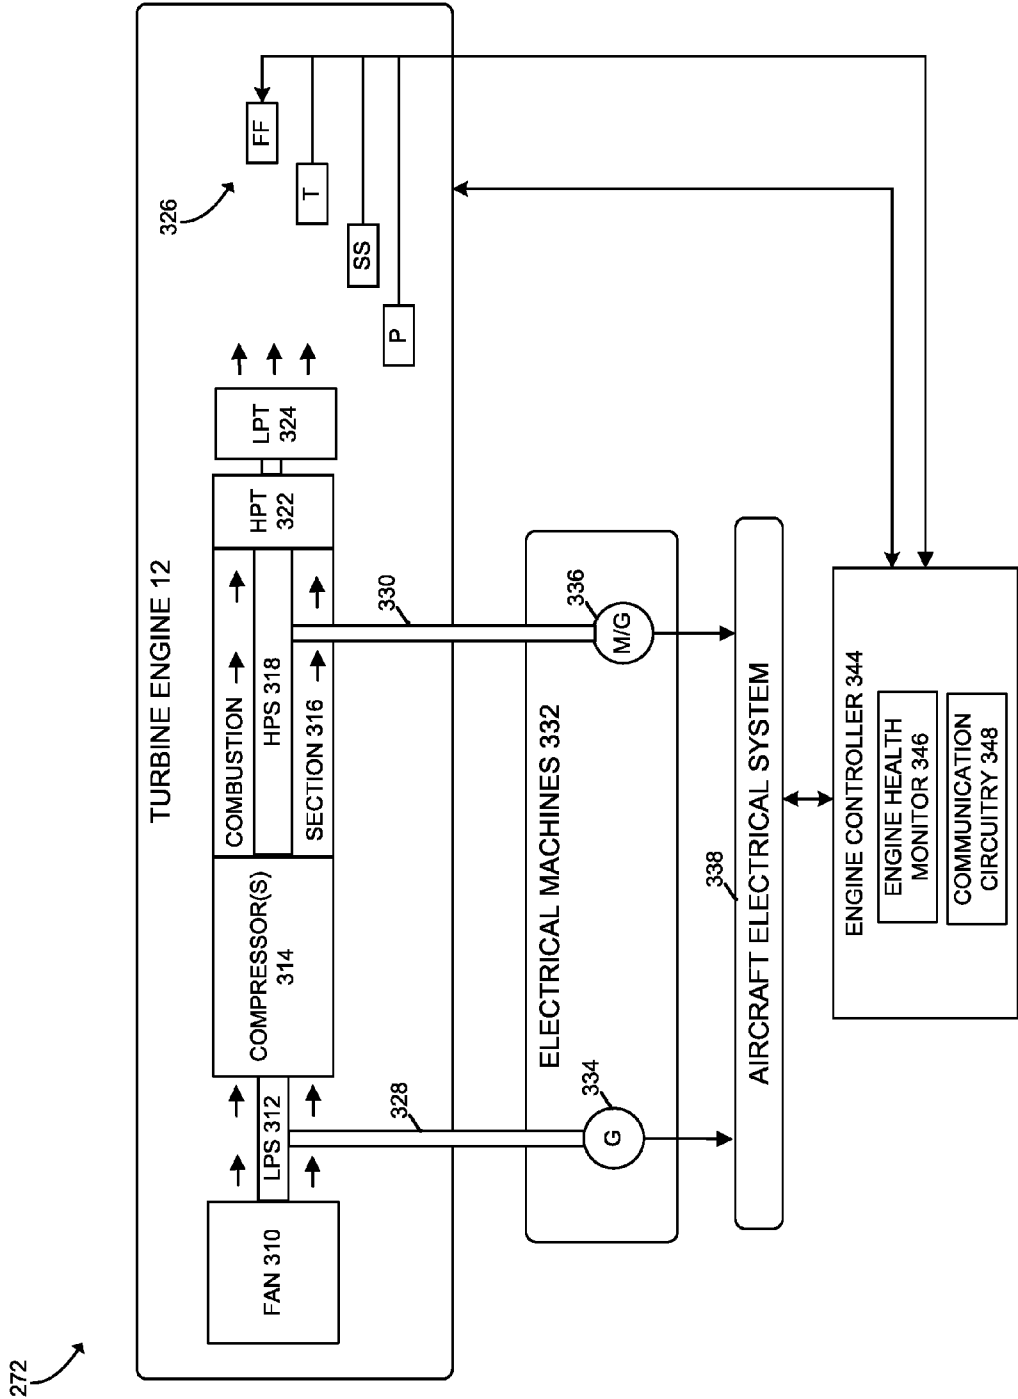 272
TURBINE ENGINE 12
326
FAN 310
LPS 312
COMPRESSOR(S)
314
COMBUSTION
HPS 318
SECTION 316
HPT
322
LPT
324
P
SS
T
FF
328
330
ELECTRICAL MACHINES 332
334
G
336
M/G
338
AIRCRAFT ELECTRICAL SYSTEM
ENGINE CONTROLLER 344
ENGINE HEALTH
MONITOR 346
COMMUNICATION
CIRCUITRY 348